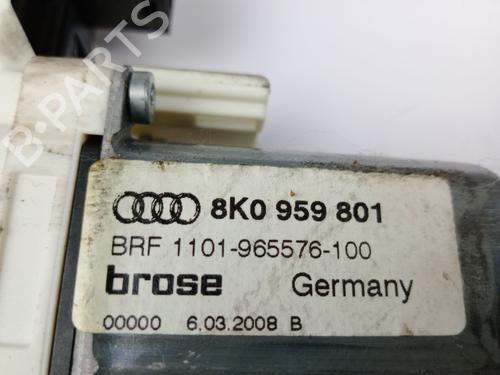 B-PARTS
8K0 959 801
BRF 1101-965576-100
brose Germany
00000 6.03.2008 B